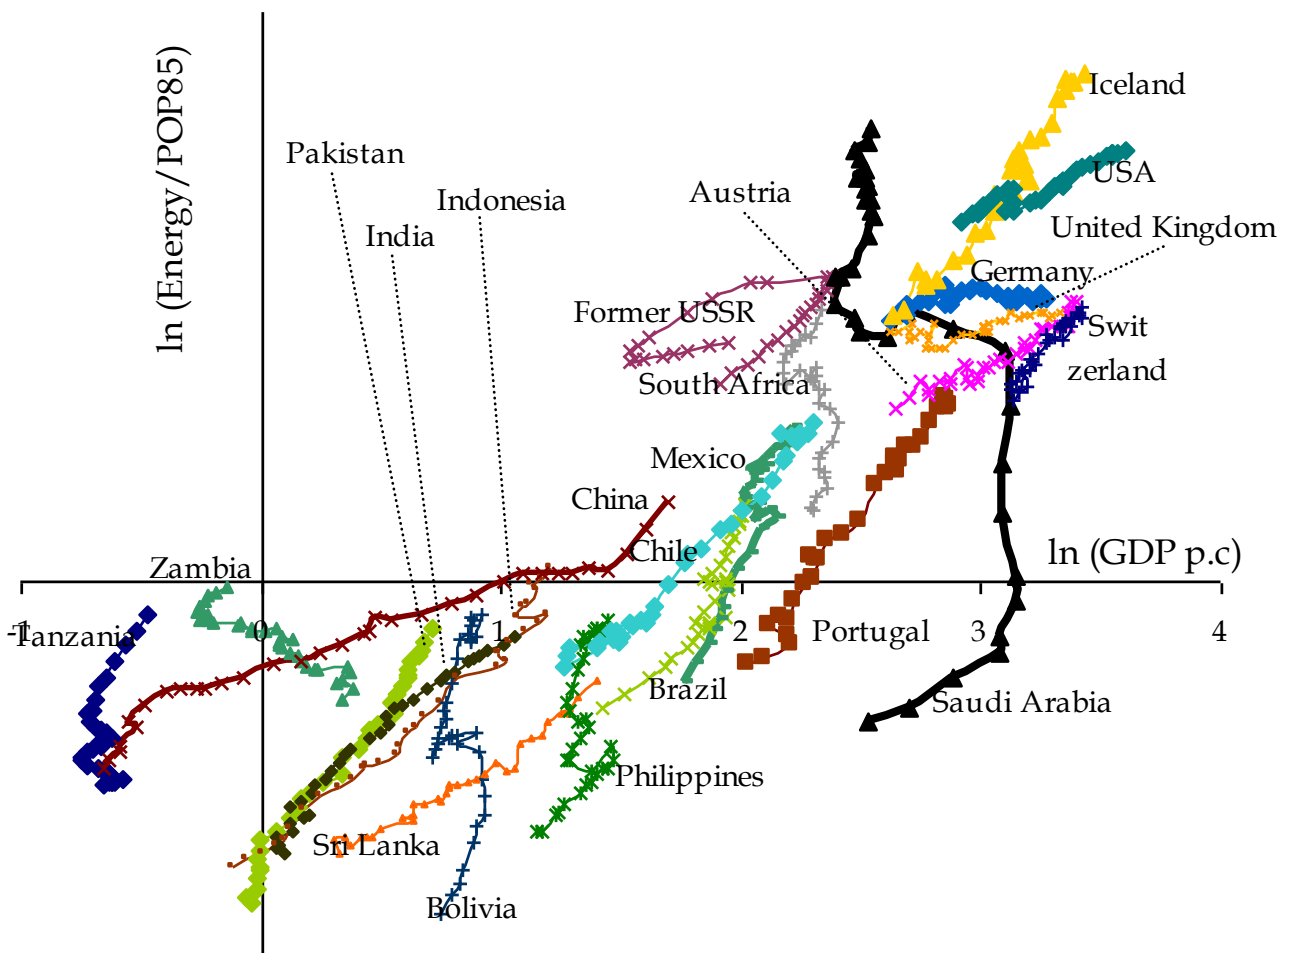 Iceland
ln (Energy/POP85)
Pakistan
USA
Austria
Indonesia
United Kingdom
India
Germany
Former USSR
Swit
zerland
South Africa
Mexico
China
Chile
ln (GDP p.c)
Zambia
-1
Tanzania
0
1
2
Portugal
3
4
Brazil
Saudi Arabia
Philippines
Sri Lanka
Bolivia